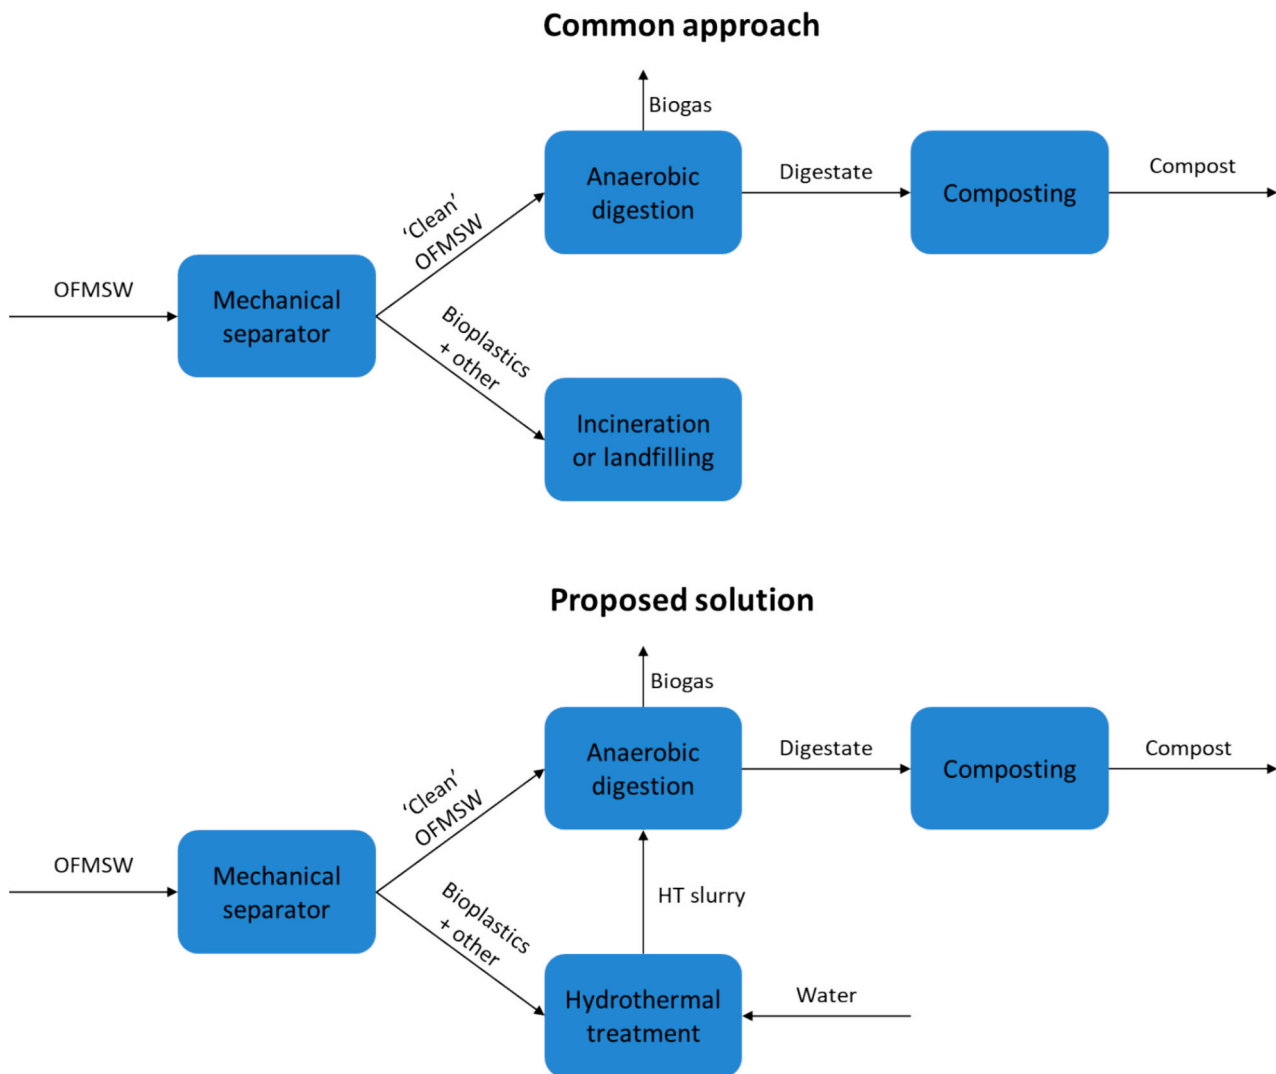 Common approach
Biogas
Anaerobic
digestion
Digestate
Composting
Compost
'Clean'
OFMSW
OFMSW
Mechanical
separator
Bioplastics
+ other
Incineration
or landfilling
Proposed solution
Biogas
Anaerobic
digestion
Digestate
Composting
Compost
'Clean'
OFMSW
OFMSW
Mechanical
separator
HT slurry
Bioplastics
+ other
Hydrothermal
treatment
Water